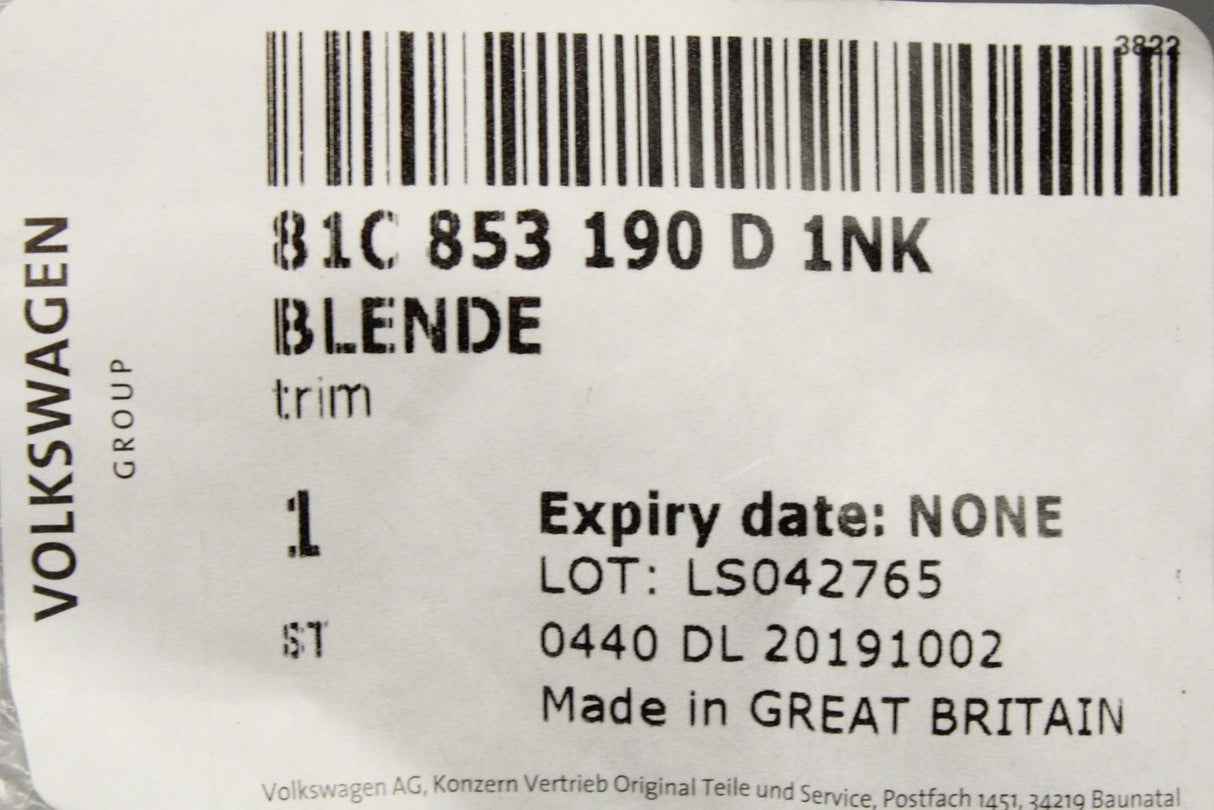 3822
81C 853 190 D 1NK
BLENDE
trim
1
Expiry date: NONE
LOT: LS042765
ST
0440 DL 20191002
Made in GREAT BRITAIN
Volkswagen AG, Konzern Vertrieb Original Teile und Service, Postfach 1451, 34219 Baunatal
VOLKSWAGEN
GROUP